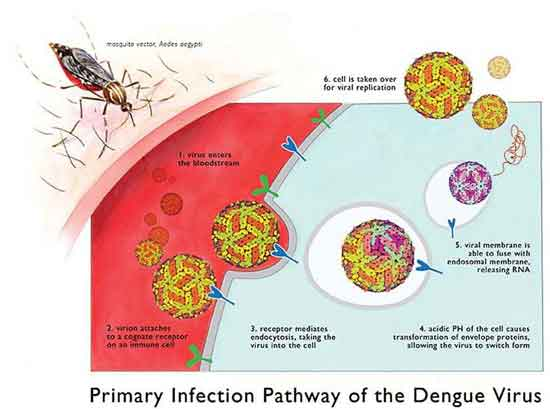 mosquito vector, Aedes aegypti
6. cell is taken over
for viral replication
1. virus enters
the bloodstream
5. viral membrane is
able to fuse with
endosomal membrane,
releasing RNA
2. virion attaches
to a cognate receptor
on an immune cell
3. receptor mediates
endocytosis, taking the
virus into the cell
4. acidic PH of the cell causes
transformation of envelope proteins,
allowing the virus to switch form
Primary Infection Pathway of the Dengue Virus